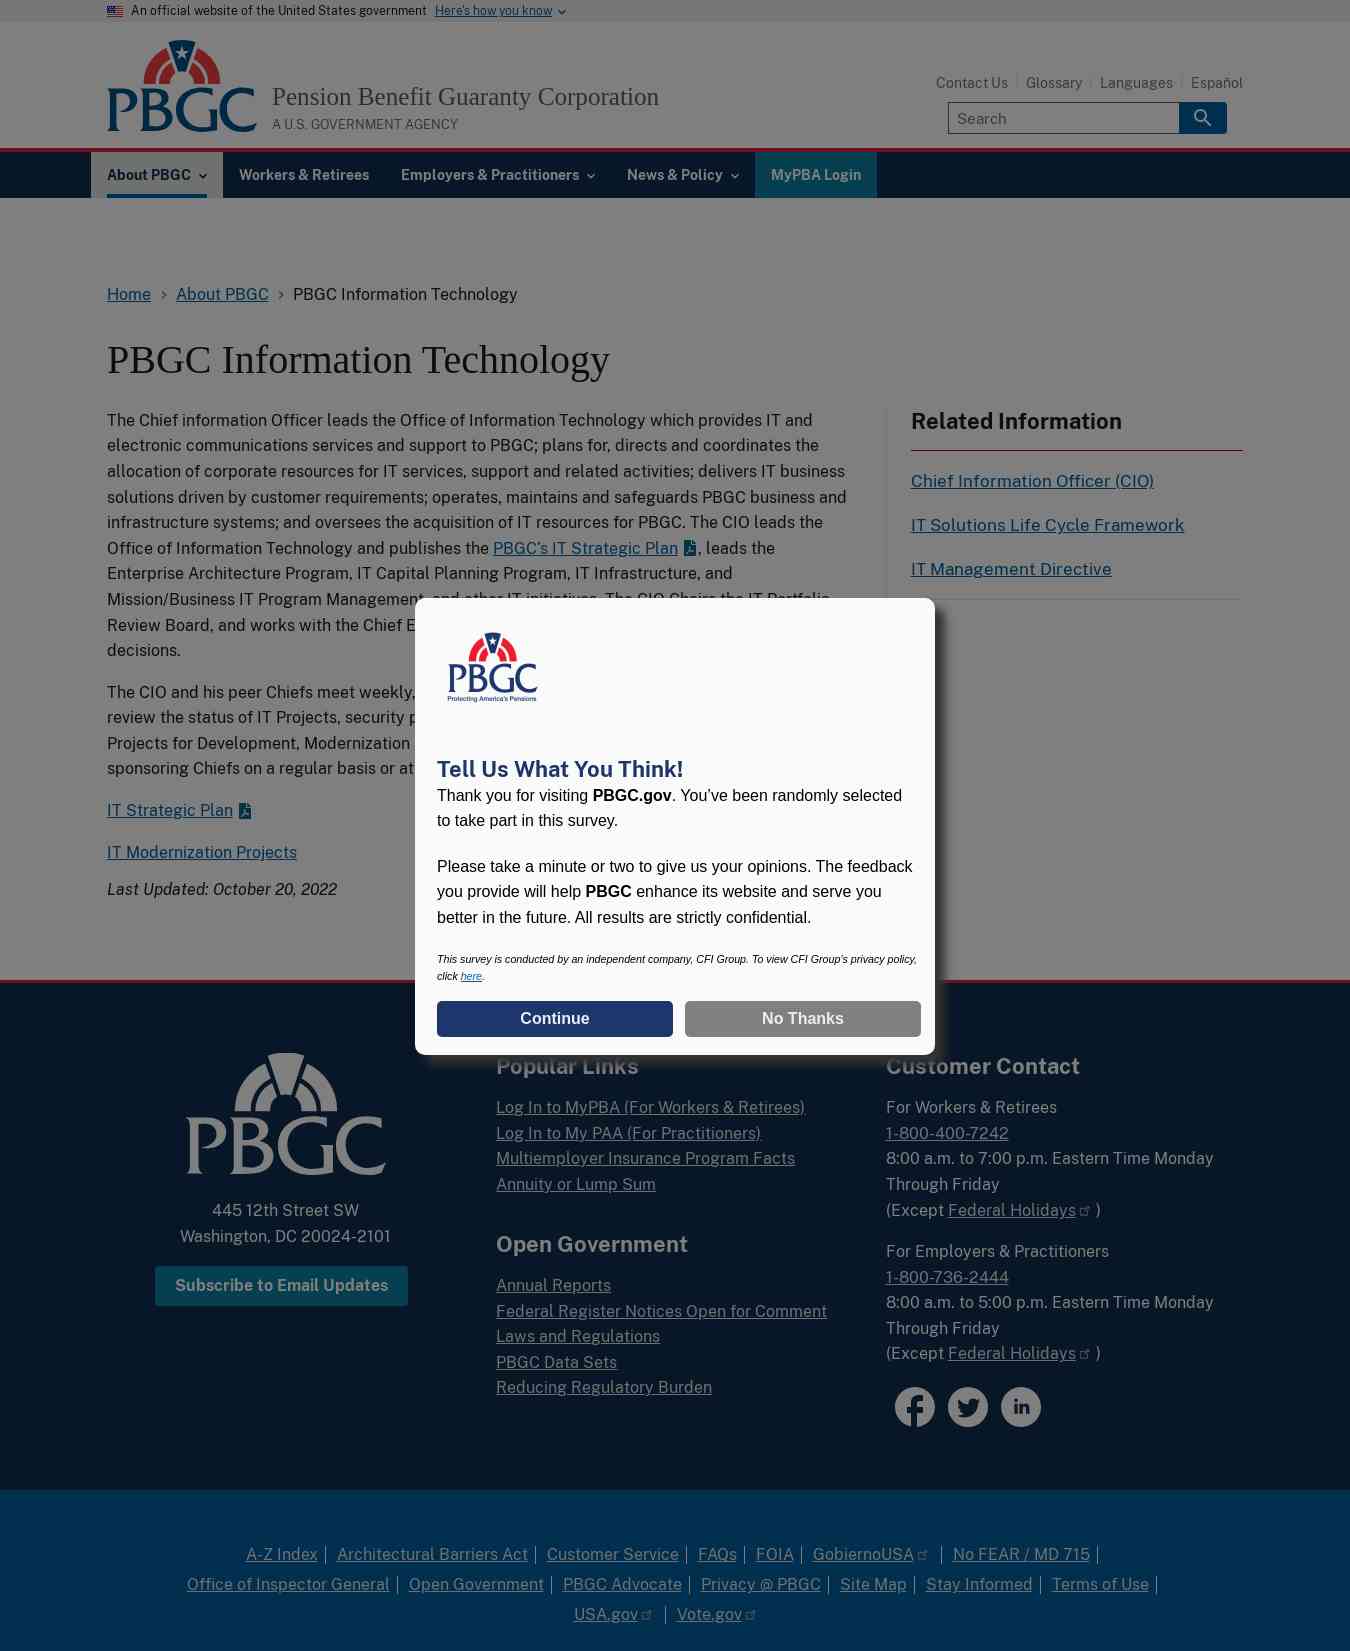 An official website of the United States government Here's how you know
PBGC
Pension Benefit Guaranty Corporation
A U.S. GOVERNMENT AGENCY
Contact Us Glossary Languages Español
Search
About PBGC Workers & Retirees Employers & Practitioners News & Policy MyPBA Login
Home About PBGC PBGC Information Technology
PBGC Information Technology
The Chief information Officer leads the Office of Information Technology which provides IT and
electronic communications services and support to PBGC; plans for, directs and coordinates the
allocation of corporate resources for IT services, support and related activities; delivers IT business
solutions driven by customer requirements; operates, maintains and safeguards PBGC business and
infrastructure systems; and oversees the acquisition of IT resources for PBGC. The CIO leads the
Office of Information Technology and publishes the PBGC's IT Strategic Plan , leads the
Enterprise Architecture Program, IT Capital Planning Program, IT Infrastructure, and
Mission/Business IT Program Management, and other IT initiatives. The CIO Chairs the IT Portfolio
Review Board, and works with the Chief
decisions.
The CIO and his peer Chiefs meet weekly,
review the status of IT Projects, security
Projects for Development, Modernization
sponsoring Chiefs on a regular basis or at
IT Strategic Plan
IT Modernization Projects
Last Updated: October 20, 2022
Related Information
Chief Information Officer (CIO)
IT Solutions Life Cycle Framework
IT Management Directive
PBGC
Protecting America's Pensions
Tell Us What You Think!
Thank you for visiting PBGC.gov. You've been randomly selected
to take part in this survey.
Please take a minute or two to give us your opinions. The feedback
you provide will help PBGC enhance its website and serve you
better in the future. All results are strictly confidential.
This survey is conducted by an independent company, CFI Group. To view CFI Group's privacy policy,
click here.
Continue No Thanks
PBGC
445 12th Street SW
Washington, DC 20024-2101
Subscribe to Email Updates
Popular Links
Log In to MyPBA (For Workers & Retirees)
Log In to My PAA (For Practitioners)
Multiemployer Insurance Program Facts
Annuity or Lump Sum
Open Government
Annual Reports
Federal Register Notices Open for Comment
Laws and Regulations
PBGC Data Sets
Reducing Regulatory Burden
Customer Contact
For Workers & Retirees
1-800-400-7242
8:00 a.m. to 7:00 p.m. Eastern Time Monday
Through Friday
(Except Federal Holidays )
For Employers & Practitioners
1-800-736-2444
8:00 a.m. to 5:00 p.m. Eastern Time Monday
Through Friday
(Except Federal Holidays )
in
A-Z Index Architectural Barriers Act Customer Service FAQs FOIA GobiernoUSA No FEAR / MD 715
Office of Inspector General Open Government PBGC Advocate Privacy @ PBGC Site Map Stay Informed Terms of Use
USA.gov Vote.gov